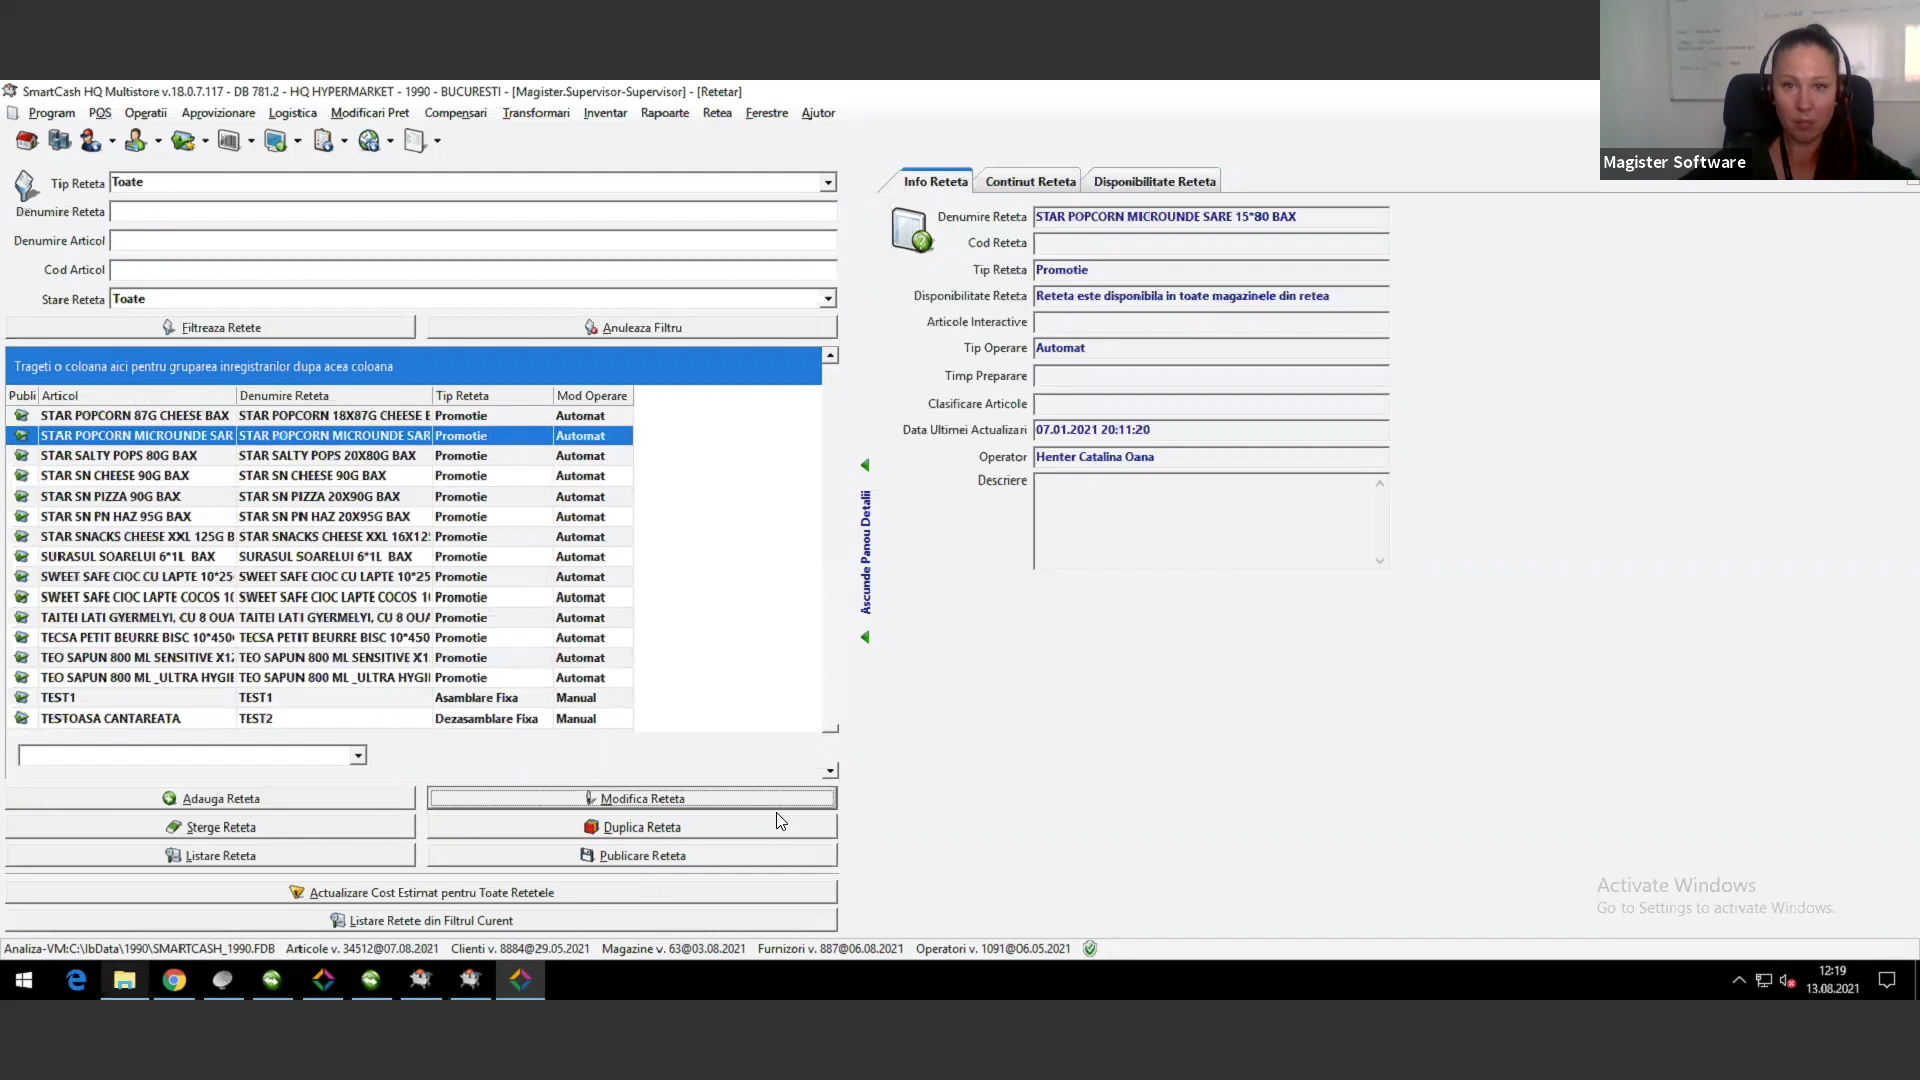 SmartCash HQ Multistore v.18.0.7.117 - DB 781.2 - HQ HYPERMARKET - 1990 - BUCURESTI - [Magister.Supervisor-Supervisor] - [Retetar]
Program POS Operatii Aprovizionare Logistica Modificari Pret Compensari Transformari Inventar Rapoarte Retea Ferestre Ajutor
Magister Software
Tip Reteta Toate
Denumire Reteta
Denumire Articol
Cod Articol
Stare Reteta Toate
Filtreaza Retete Anuleaza Filtru
Trageti o coloana aici pentru gruparea inregistrarilor dupa acea coloana
Publi Articol Denumire Reteta Tip Reteta Mod Operare
STAR POPCORN 87G CHEESE BAX STAR POPCORN 18X87G CHEESE E Promotie Automat
STAR POPCORN MICROUNDE SAR STAR POPCORN MICROUNDE SAR Promotie Automat
STAR SALTY POPS 80G BAX STAR SALTY POPS 20X80G BAX Promotie Automat
STAR SN CHEESE 90G BAX STAR SN CHEESE 90G BAX Promotie Automat
STAR SN PIZZA 90G BAX STAR SN PIZZA 20X90G BAX Promotie Automat
STAR SN PN HAZ 95G BAX STAR SN PN HAZ 20X95G BAX Promotie Automat
STAR SNACKS CHEESE XXL 125G B STAR SNACKS CHEESE XXL 16X12 Promotie Automat
SURASUL SOARELUI 6*1L BAX SURASUL SOARELUI 6*1L BAX Promotie Automat
SWEET SAFE CIOC CU LAPTE 10*25 SWEET SAFE CIOC CU LAPTE 10*25 Promotie Automat
SWEET SAFE CIOC LAPTE COCOS 1 SWEET SAFE CIOC LAPTE COCOS 1 Promotie Automat
TAITEI LATI GYERMELYI, CU 8 OUA TAITEI LATI GYERMELYI, CU 8 OUA Promotie Automat
TECSA PETIT BEURRE BISC 10*450 TECSA PETIT BEURRE BISC 10*450 Promotie Automat
TEO SAPUN 800 ML SENSITIVE X1 TEO SAPUN 800 ML SENSITIVE X1 Promotie Automat
TEO SAPUN 800 ML _ULTRA HYGIE TEO SAPUN 800 ML _ULTRA HYGI Promotie Automat
TEST1 TEST1 Asamblare Fixa Manual
TESTOASA CANTAREATA TEST2 Dezasamblare Fixa Manual
Adauga Reteta Modifica Reteta
Sterge Reteta Duplica Reteta
Listare Reteta Publicare Reteta
Actualizare Cost Estimat pentru Toate Retetele
Listare Retete din Filtrul Curent
Ascunde Panou Detalii
Info Reteta Continut Reteta Disponibilitate Reteta
Denumire Reteta STAR POPCORN MICROUNDE SARE 15*80 BAX
Cod Reteta
Tip Reteta Promotie
Disponibilitate Reteta Reteta este disponibila in toate magazinele din retea
Articole Interactive
Tip Operare Automat
Timp Preparare
Clasificare Articole
Data Ultimei Actualizari 07.01.2021 20:11:20
Operator Henter Catalina Oana
Descriere
Activate Windows
Go to Settings to activate Windows.
Analiza-VM:C:\IbData\1990\SMARTCASH_1990.FDB Articole v. 34512@07.08.2021 Clienti v. 8884@29.05.2021 Magazine v. 63@03.08.2021 Furnizori v. 887@06.08.2021 Operatori v. 1091@06.05.2021
12:19
13.08.2021